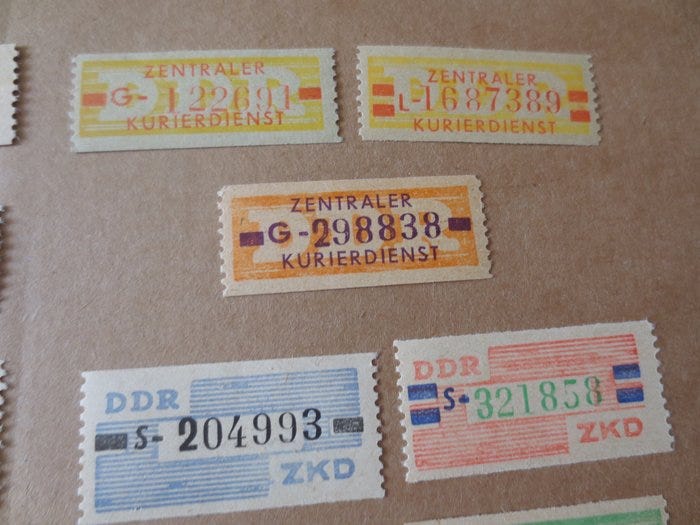 ZENTRALER
G-122691
KURIERDIENST
ZENTRALER
L-1687389
KURIERDIENST
ZENTRALER
G-298838
KURIERDIENST
DDR
S-204993
ZKD
DDR
S-321858
ZKD